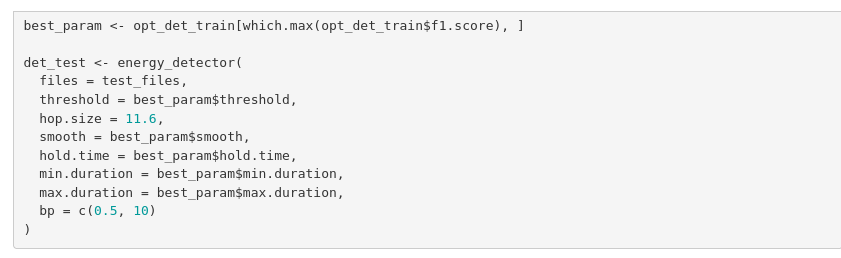 best_param <- opt_det_train[which.max(opt_det_train$f1.score), ]

det_test <- energy_detector(
  files = test_files,
  threshold = best_param$threshold,
  hop.size = 11.6,
  smooth = best_param$smooth,
  hold.time = best_param$hold.time,
  min.duration = best_param$min.duration,
  max.duration = best_param$max.duration,
  bp = c(0.5, 10)
)